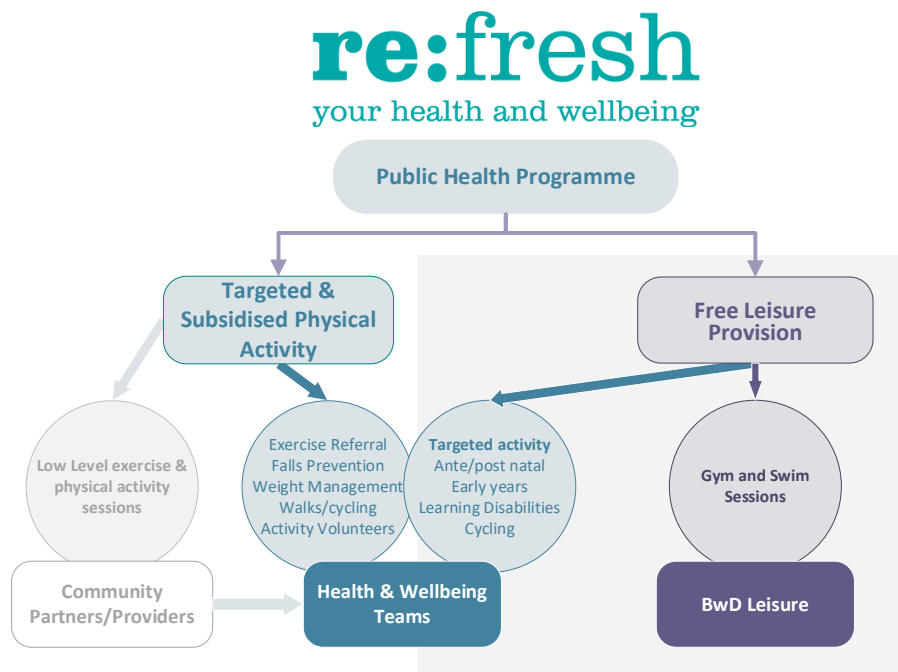 re:fresh
your health and wellbeing
Public Health Programme
Targeted &
Subsidised Physical
Activity
Free Leisure
Provision
Low Level exercise &
physical activity
sessions
Exercise Referral
Falls Prevention
Weight Management
Walks/cycling
Activity Volunteers
Targeted activity
Ante/post natal
Early years
Learning Disabilities
Cycling
Gym and Swim
Sessions
Community
Partners/Providers
Health & Wellbeing
Teams
BwD Leisure